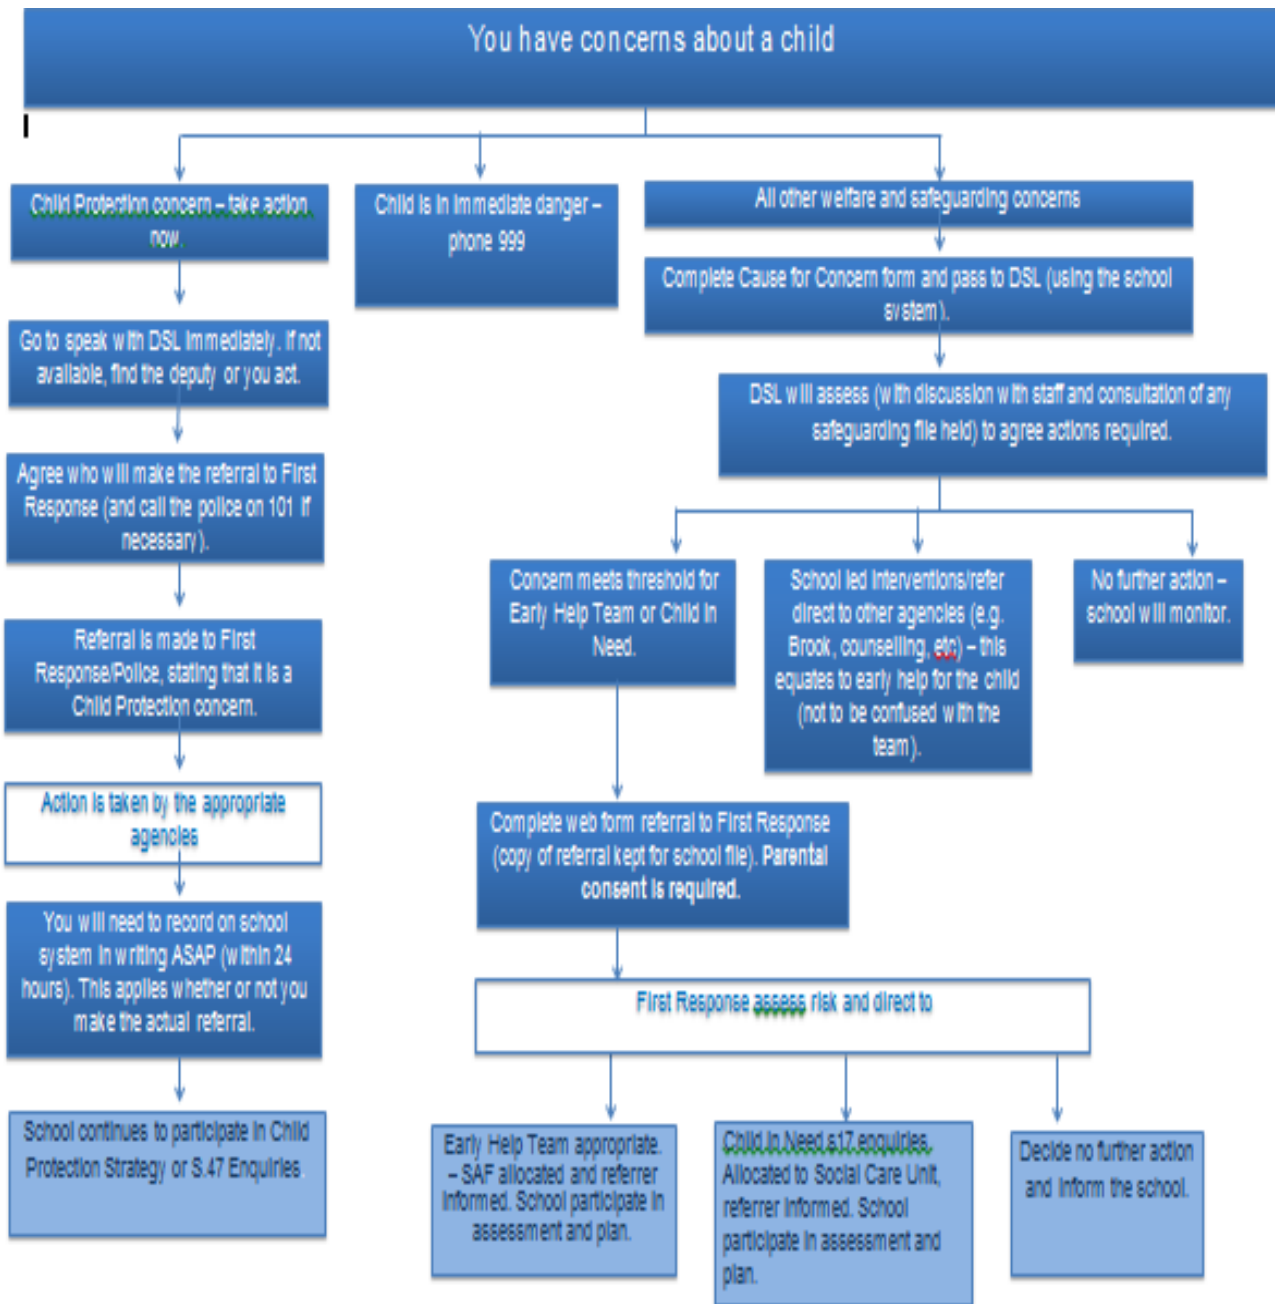 You have concerns about a child
Child Protection concern – take action
now.
Child is in immediate danger –
phone 999
All other welfare and safeguarding concerns
Complete Cause for Concern form and pass to DSL (using the school
system).
Go to speak with DSL immediately. If not
available, find the deputy or you act.
DSL will assess (with discussion with staff and consultation of any
safeguarding file held) to agree actions required.
Agree who will make the referral to First
Response (and call the police on 101 if
necessary).
Concern meets threshold for
Early Help Team or Child in
Need.
School led interventions/refer
direct to other agencies (e.g.
Brook, counselling, etc) – this
equates to early help for the child
(not to be confused with the
team).
No further action –
school will monitor.
Referral is made to First
Response/Police, stating that it is a
Child Protection concern.
Action is taken by the appropriate
agencies
Complete web form referral to First Response
(copy of referral kept for school file). Parental
consent is required.
You will need to record on school
system in writing ASAP (within 24
hours). This applies whether or not you
make the actual referral.
First Response assess risk and direct to
School continues to participate in Child
Protection Strategy or S.47 Enquiries.
Early Help Team appropriate.
– SAF allocated and referrer
informed. School participate in
assessment and plan.
Child in Need s17 enquiries.
Allocated to Social Care Unit,
referrer informed. School
participate in assessment and
plan.
Decide no further action
and inform the school.